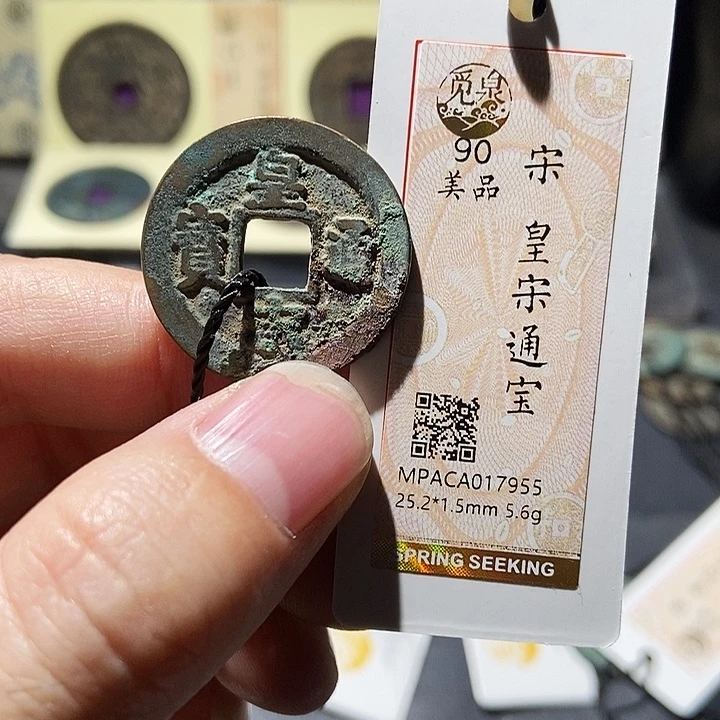 皇
通
寳
觅泉
90
美品
宋
皇宋通宝
MPACA017955
25.2*1.5mm 5.6g
SPRING SEEKING